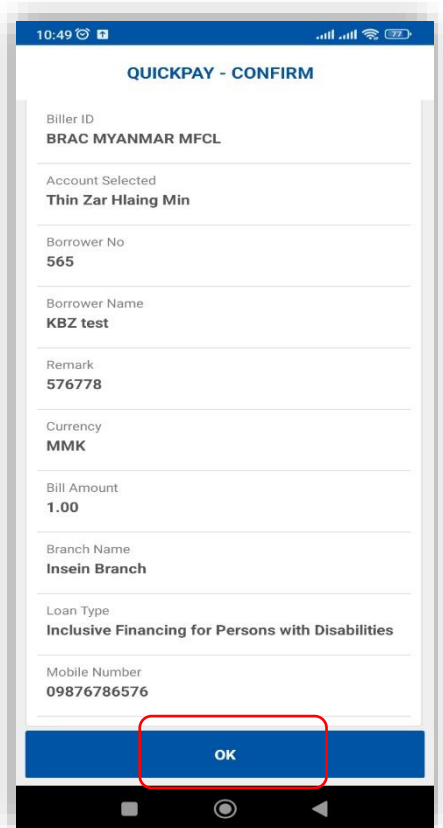 10:49
77
QUICKPAY - CONFIRM
Biller ID
BRAC MYANMAR MFCL
Account Selected
Thin Zar Hlaing Min
Borrower No
565
Borrower Name
KBZ test
Remark
576778
Currency
MMK
Bill Amount
1.00
Branch Name
Insein Branch
Loan Type
Inclusive Financing for Persons with Disabilities
Mobile Number
09876786576
OK